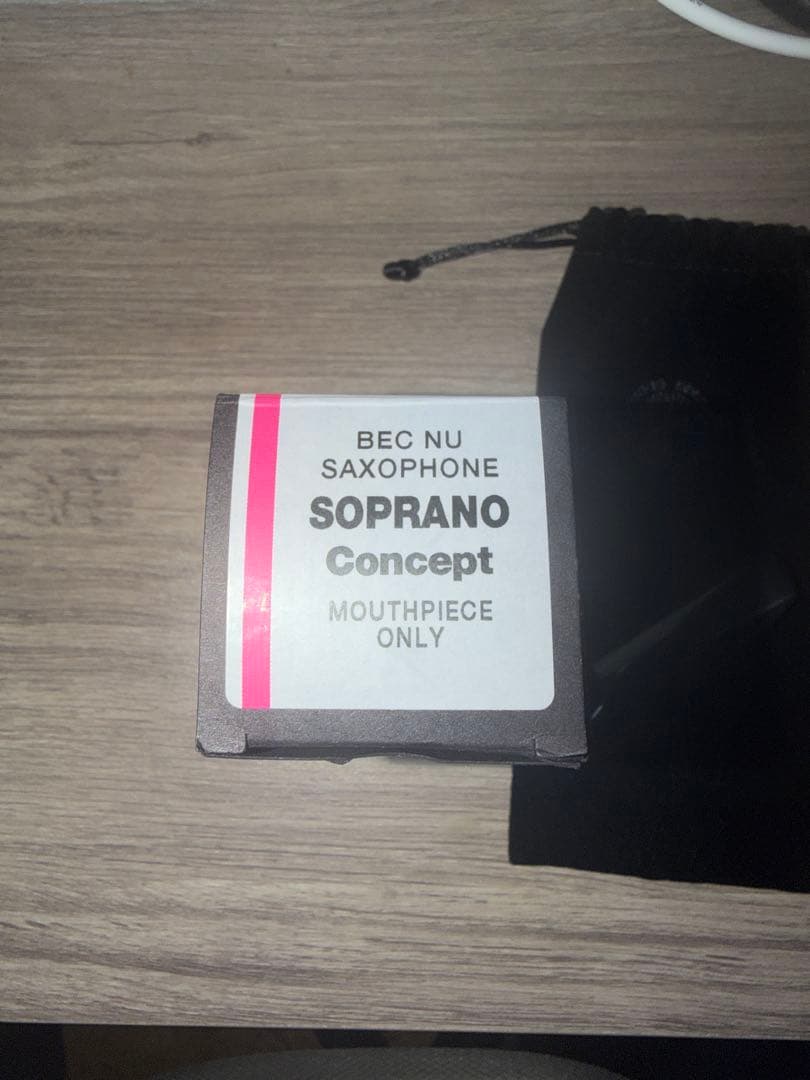 BEC NU
SAXOPHONE
SOPRANO
Concept
MOUTHPIECE
ONLY